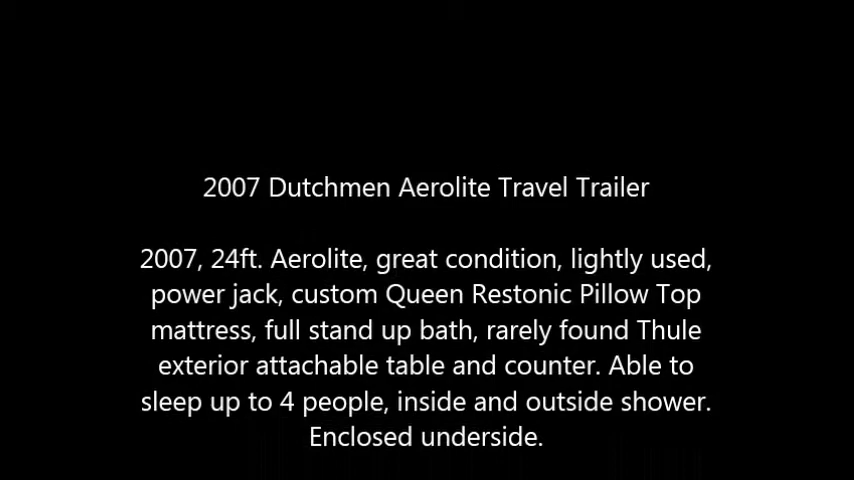 2007 Dutchmen Aerolite Travel Trailer
2007, 24ft. Aerolite, great condition, lightly used,
power jack, custom Queen Restonic Pillow Top
mattress, full stand up bath, rarely found Thule
exterior attachable table and counter. Able to
sleep up to 4 people, inside and outside shower.
Enclosed underside.